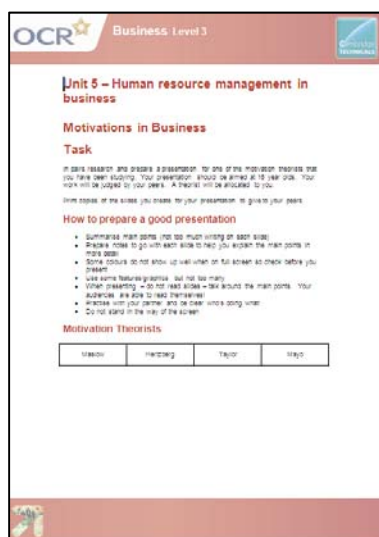 OCR
Business Level 3
Cambridge
TECHNICALS
Unit 5 – Human resource management in
business
Motivations in Business
Task
In pairs research and prepare a presentation for one of the motivation theorists that
you have been studying. Your presentation should be aimed at 16 year olds. Your
work will be judged by your peers. A theorist will be allocated to you.
Print copies of the slides you create for your presentation to give to your peers.
How to prepare a good presentation
Summarise main points (not too much writing on each slide)
Prepare notes to go with each slide to help you explain the main points in
more detail
Some colours do not show up well when on full screen so check before you
present
Use some features/graphics but not too many
When presenting – do not read slides – talk around the main points. Your
audiences are able to read themselves!
Practise with your partner and be clear who's doing what
Do not stand in the way of the screen
Motivation Theorists
Maslow Hertzberg Taylor Mayo